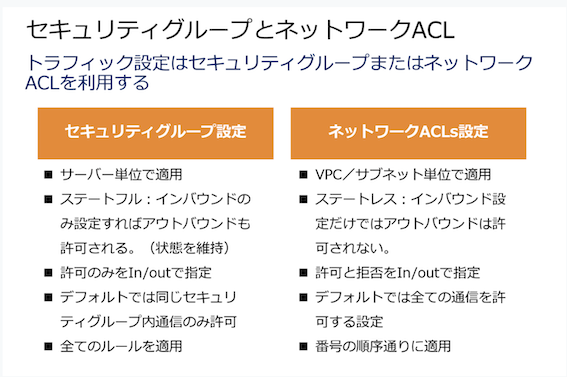 セキュリティグループとネットワークACL
トラフィック設定はセキュリティグループまたはネットワーク
ACLを利用する
セキュリティグループ設定
■ サーバー単位で適用
■ ステートフル：インバウンドの
み設定すればアウトバウンドも
許可される。（状態を維持）
■ 許可のみをIn/outで指定
■ デフォルトでは同じセキュリ
ティグループ内通信のみ許可
■ 全てのルールを適用
ネットワークACLs設定
■ VPC／サブネット単位で適用
■ ステートレス：インバウンド設
定だけではアウトバウンドは許
可されない。
■ 許可と拒否をIn/outで指定
■ デフォルトでは全ての通信を許
可する設定
■ 番号の順序通りに適用